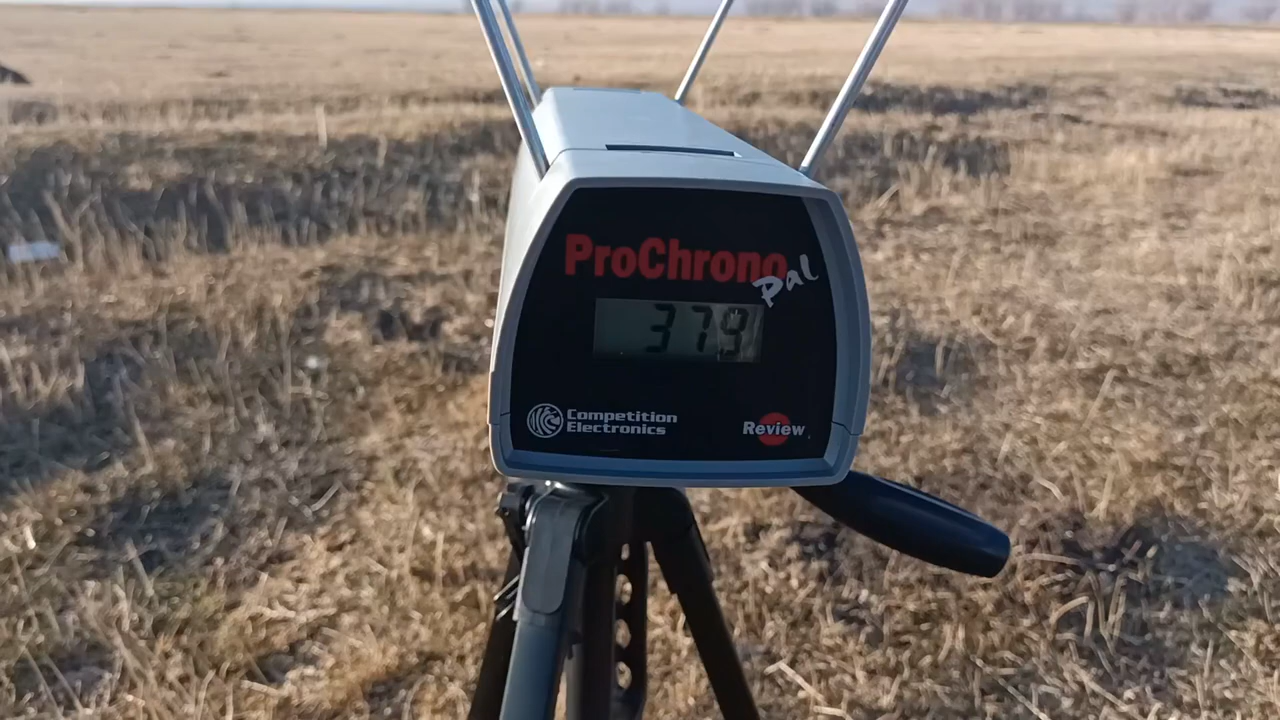 ProChrono
Pal
379
Competition
Electronics
Review